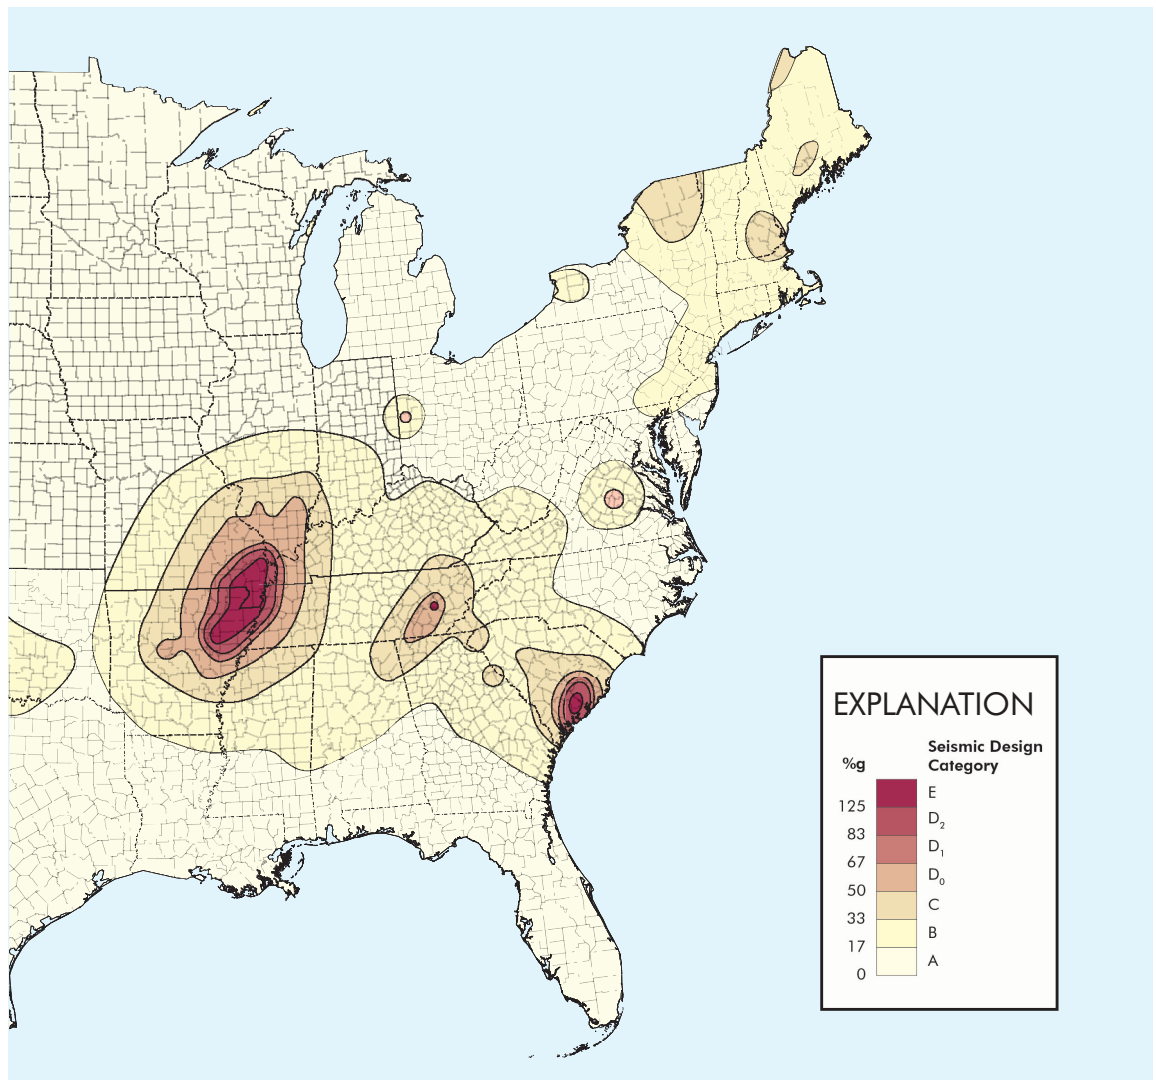 EXPLANATION
%g
Seismic Design
Category
E
125
D2
83
D1
67
D0
50
C
33
B
17
A
0